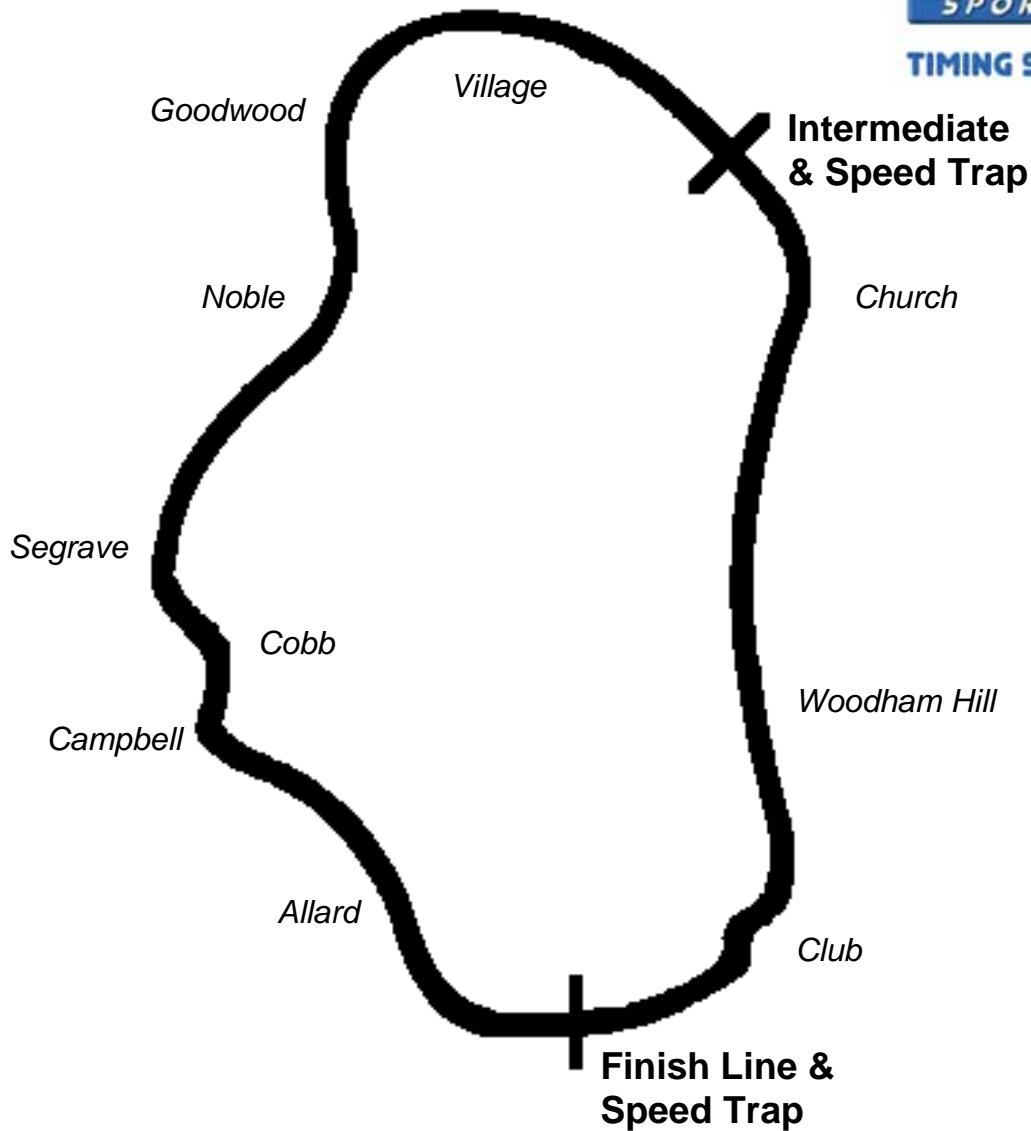 TIMING
Village
Goodwood
Intermediate
& Speed Trap
Noble
Church
Segrave
Cobb
Woodham Hill
Campbell
Allard
Club
Finish Line &
Speed Trap